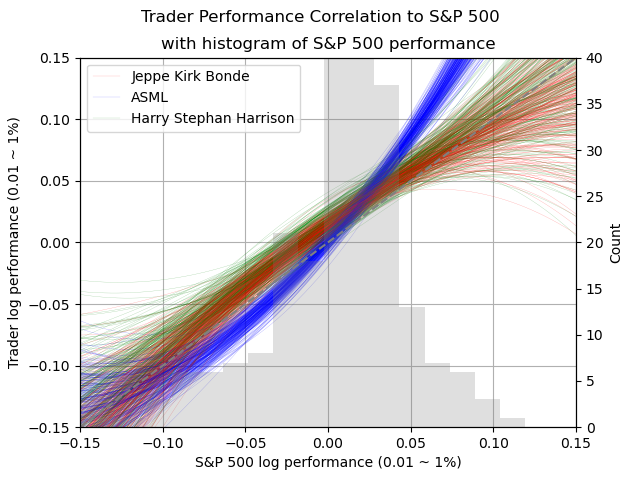 Trader Performance Correlation to S&P 500
with histogram of S&P 500 performance
Jeppe Kirk Bonde
ASML
Harry Stephan Harrison
Trader log performance (0.01 ~ 1%)
0.15
0.10
0.05
0.00
−0.05
−0.10
−0.15
40
35
30
25
20
15
10
5
0
Count
−0.15 −0.10 −0.05 0.00 0.05 0.10 0.15
S&P 500 log performance (0.01 ~ 1%)